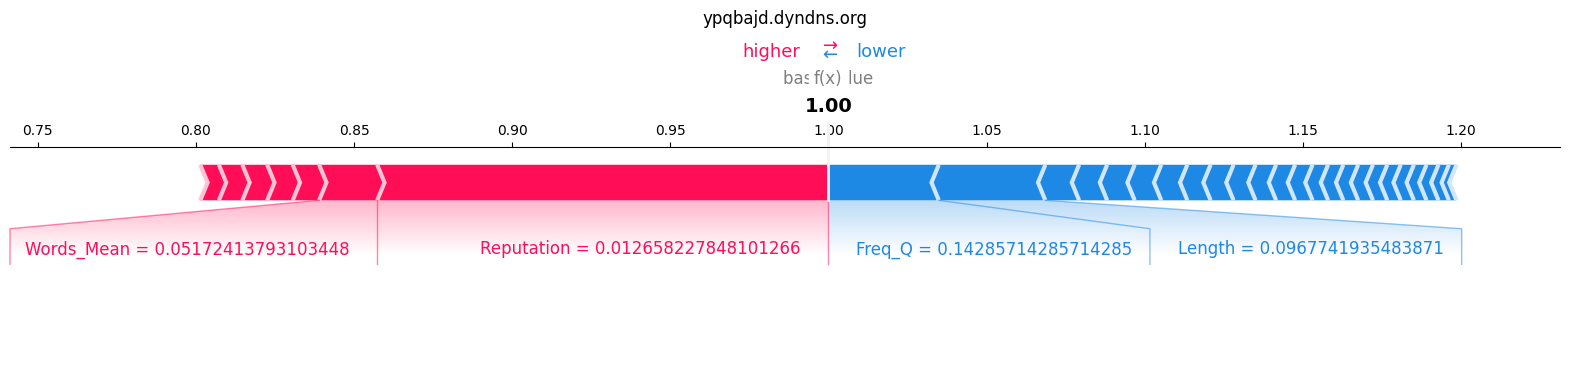 ypqbajd.dyndns.org
higher ⇄ lower
bas f(x) lue
1.00
0.75 0.80 0.85 0.90 0.95 1.00 1.05 1.10 1.15 1.20
Words_Mean = 0.05172413793103448 Reputation = 0.012658227848101266 Freq_Q = 0.14285714285714285 Length = 0.0967741935483871